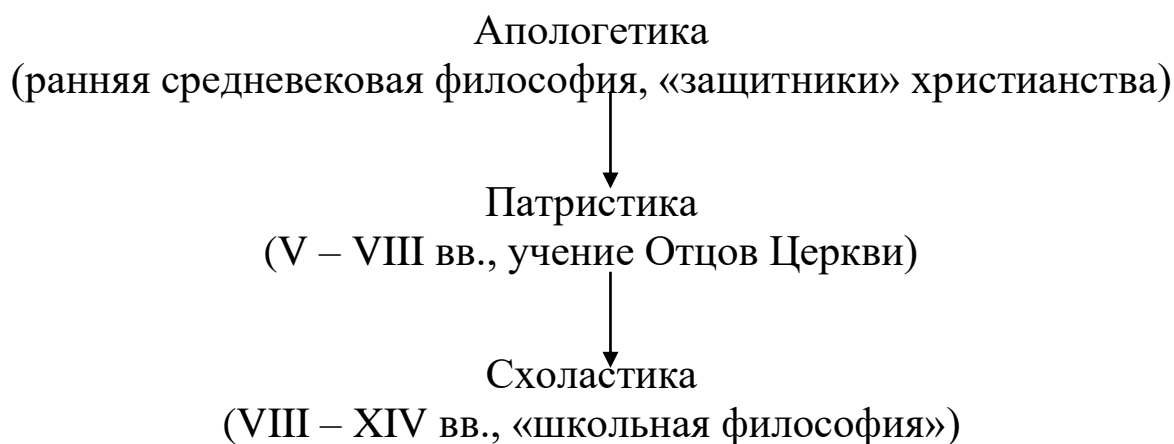 Апологетика
(ранняя средневековая философия, «защитники» христианства)
Патристика
(V – VIII вв., учение Отцов Церкви)
Схоластика
(VIII – XIV вв., «школьная философия»)